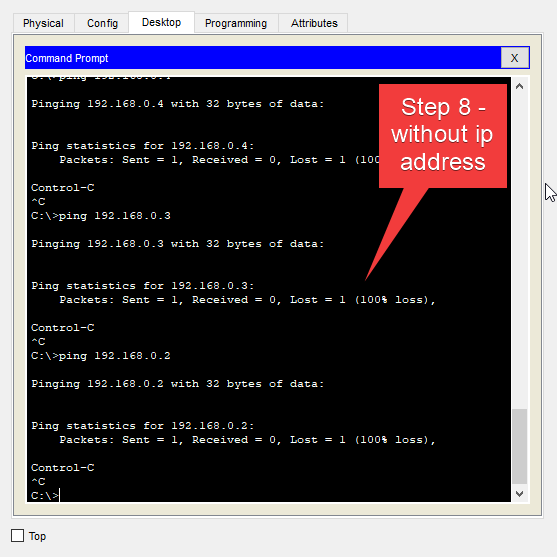 Physical Config Desktop Programming Attributes
Command Prompt X
C:\>ping 192.168.0.4
Pinging 192.168.0.4 with 32 bytes of data:
Ping statistics for 192.168.0.4:
Packets: Sent = 1, Received = 0, Lost = 1 (100%
Control-C
^C
C:\>ping 192.168.0.3
Pinging 192.168.0.3 with 32 bytes of data:
Ping statistics for 192.168.0.3:
Packets: Sent = 1, Received = 0, Lost = 1 (100% loss),
Control-C
^C
C:\>ping 192.168.0.2
Pinging 192.168.0.2 with 32 bytes of data:
Ping statistics for 192.168.0.2:
Packets: Sent = 1, Received = 0, Lost = 1 (100% loss),
Control-C
^C
C:\>
Step 8 -
without ip
address
Top